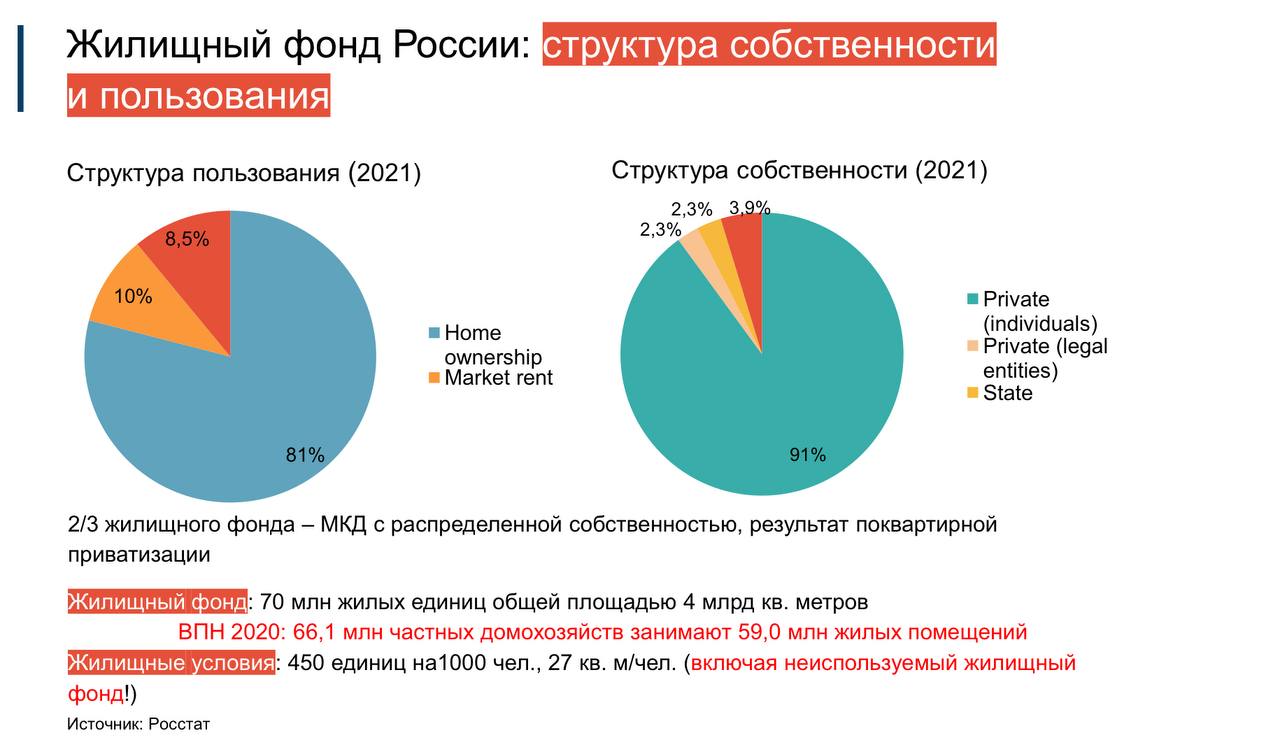 Жилищный фонд России: структура собственности
и пользования
Структура пользования (2021)
8,5%
10%
81%
Home
ownership
Market rent
Структура собственности (2021)
2,3%
2,3%
3,9%
91%
Private
(individuals)
Private (legal
entities)
State
2/3 жилищного фонда – МКД с распределенной собственностью, результат поквартирной
приватизации
Жилищный фонд: 70 млн жилых единиц общей площадью 4 млрд кв. метров
ВПН 2020: 66,1 млн частных домохозяйств занимают 59,0 млн жилых помещений
Жилищные условия: 450 единиц на1000 чел., 27 кв. м/чел. (включая неиспользуемый жилищный
фонд!)
Источник: Росстат